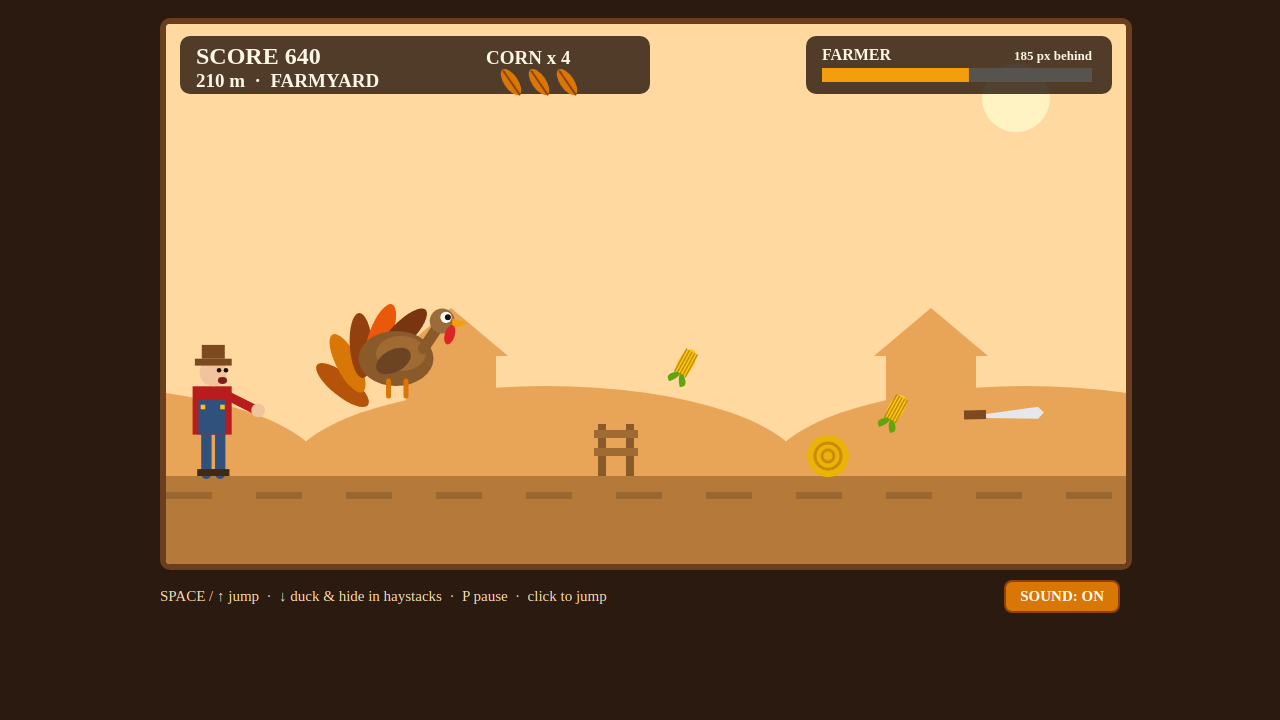 SCORE 640
210 m · FARMYARD
CORN x 4
FARMER
185 px behind
SPACE / ↑ jump · ↓ duck & hide in haystacks · P pause · click to jump
SOUND: ON